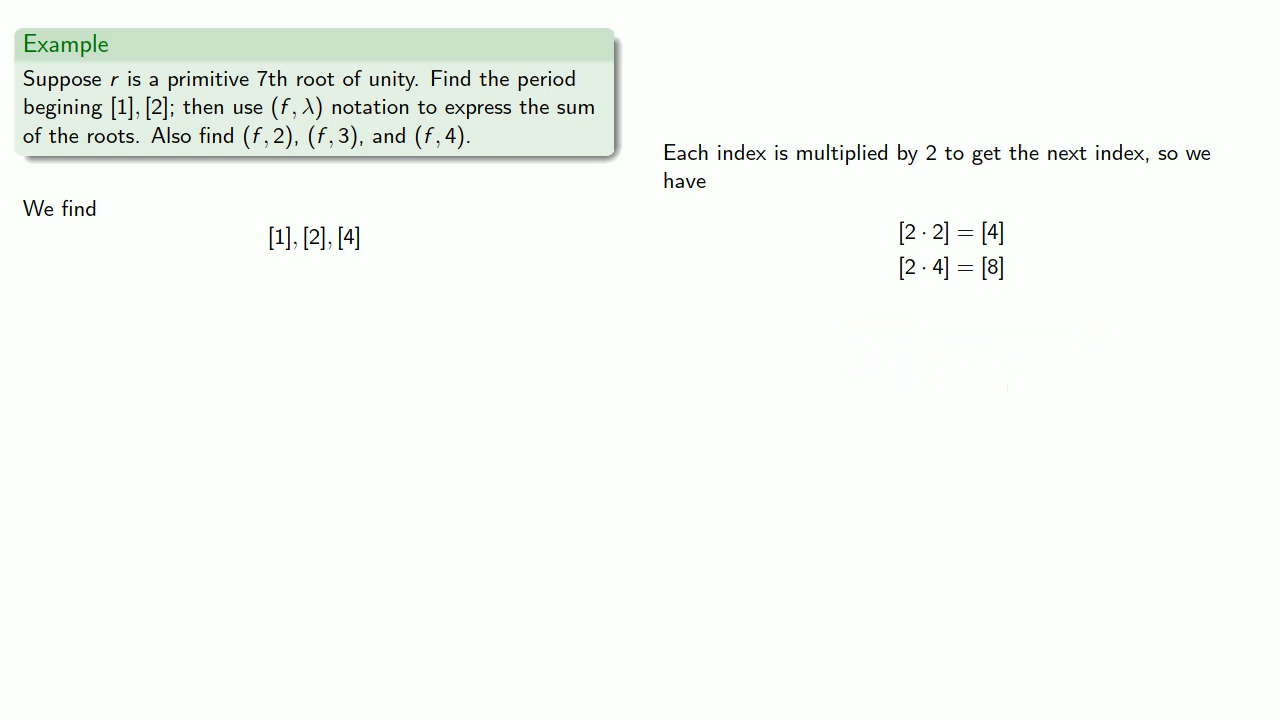 Example
Suppose r is a primitive 7th root of unity. Find the period
begining [1], [2]; then use (f, λ) notation to express the sum
of the roots. Also find (f, 2), (f, 3), and (f, 4).
We find
[1], [2], [4]
Each index is multiplied by 2 to get the next index, so we
have
[2 · 2] = [4]
[2 · 4] = [8]